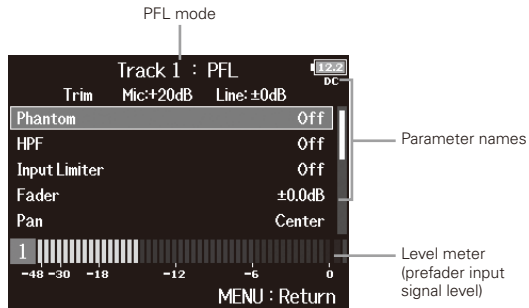 PFL mode
Track 1 : PFL
12.2
DC
Trim Mic:+20dB Line:±0dB
Phantom Off
HPF Off
Input Limiter Off
Fader ±0.0dB
Pan Center
Parameter names
1
-48 -30 -18 -12 -6 0
Level meter
(prefader input
signal level)
MENU : Return